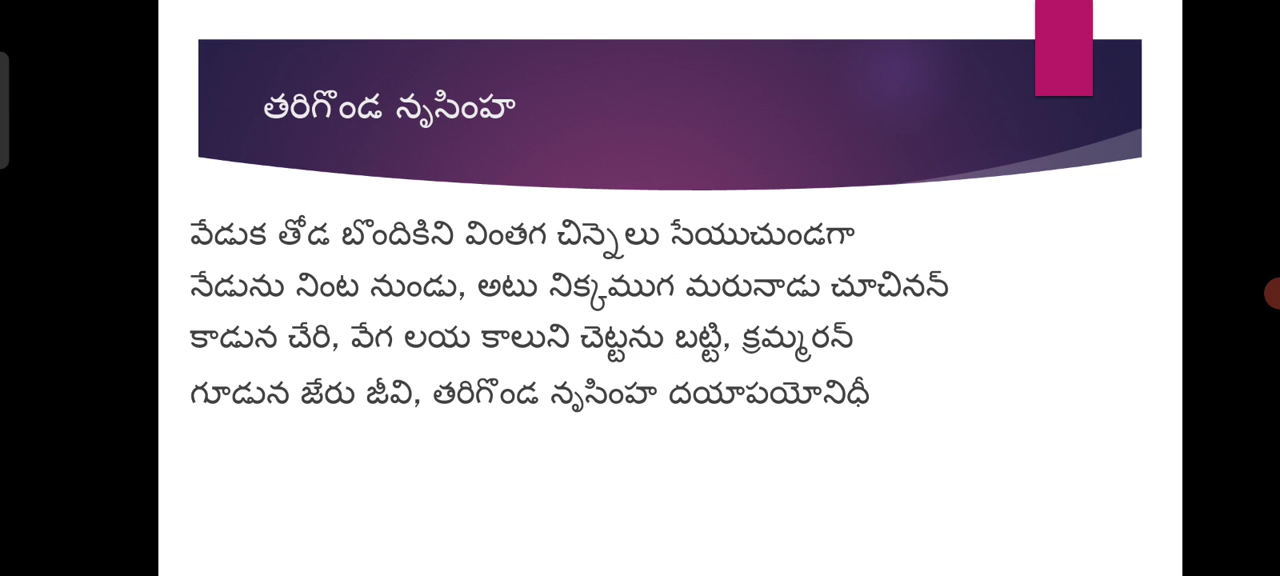 తరిగొండ నృసింహ
వేడుక తోడ బొందికిని వింతగ చిన్నెలు సేయుచుండగా
నేడును నింట నుండు, అటు నిక్కముగ మరునాడు చూచినన్
కాడున చేరి, వేగ లయ కాలుని చెట్టను బట్టి, క్రమ్మరన్
గూడున జేరు జీవి, తరిగొండ నృసింహ దయాపయోనిధీ